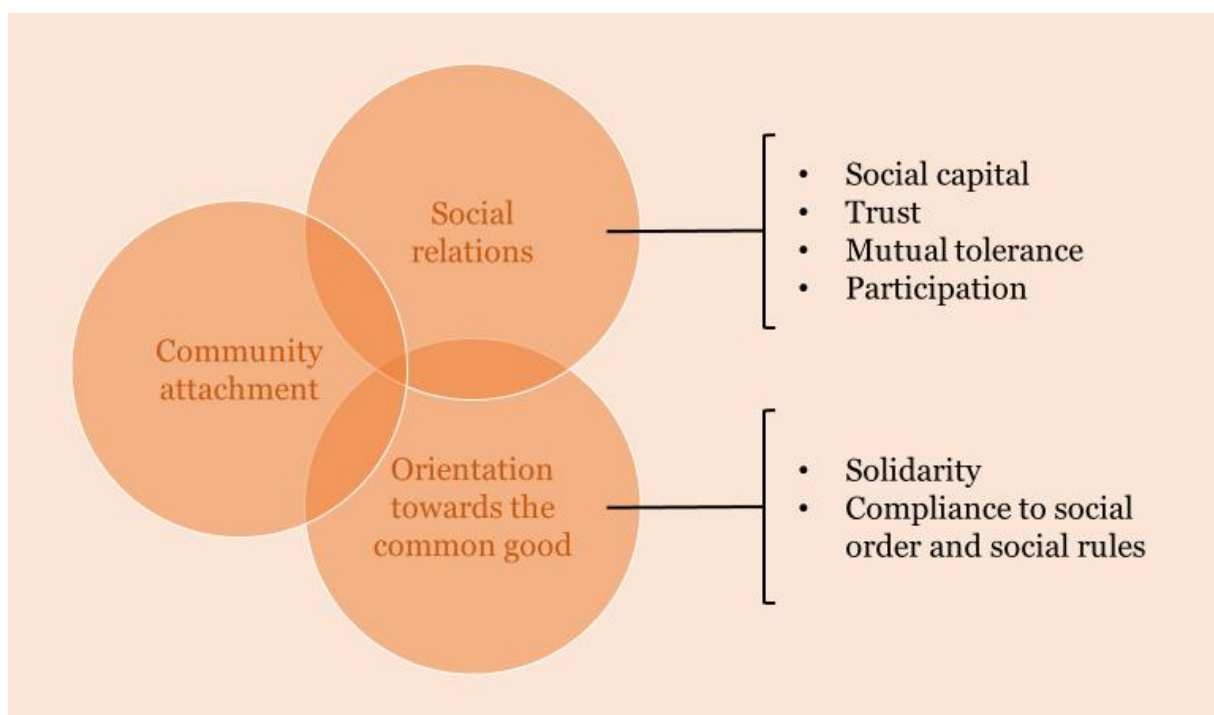 Social
relations
• Social capital
• Trust
• Mutual tolerance
• Participation
Community
attachment
Orientation
towards the
common good
• Solidarity
• Compliance to social
order and social rules